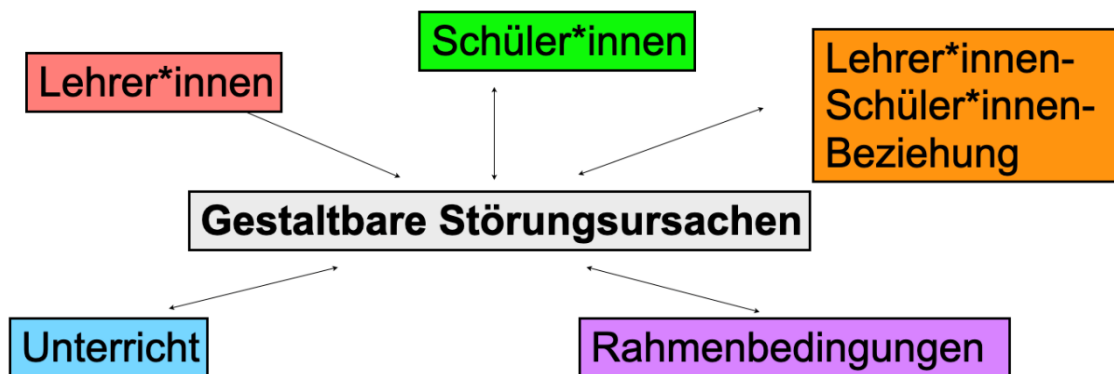 Schüler*innen
Lehrer*innen
Lehrer*innen-
Schüler*innen-
Beziehung
Gestaltbare Störungsursachen
Unterricht
Rahmenbedingungen